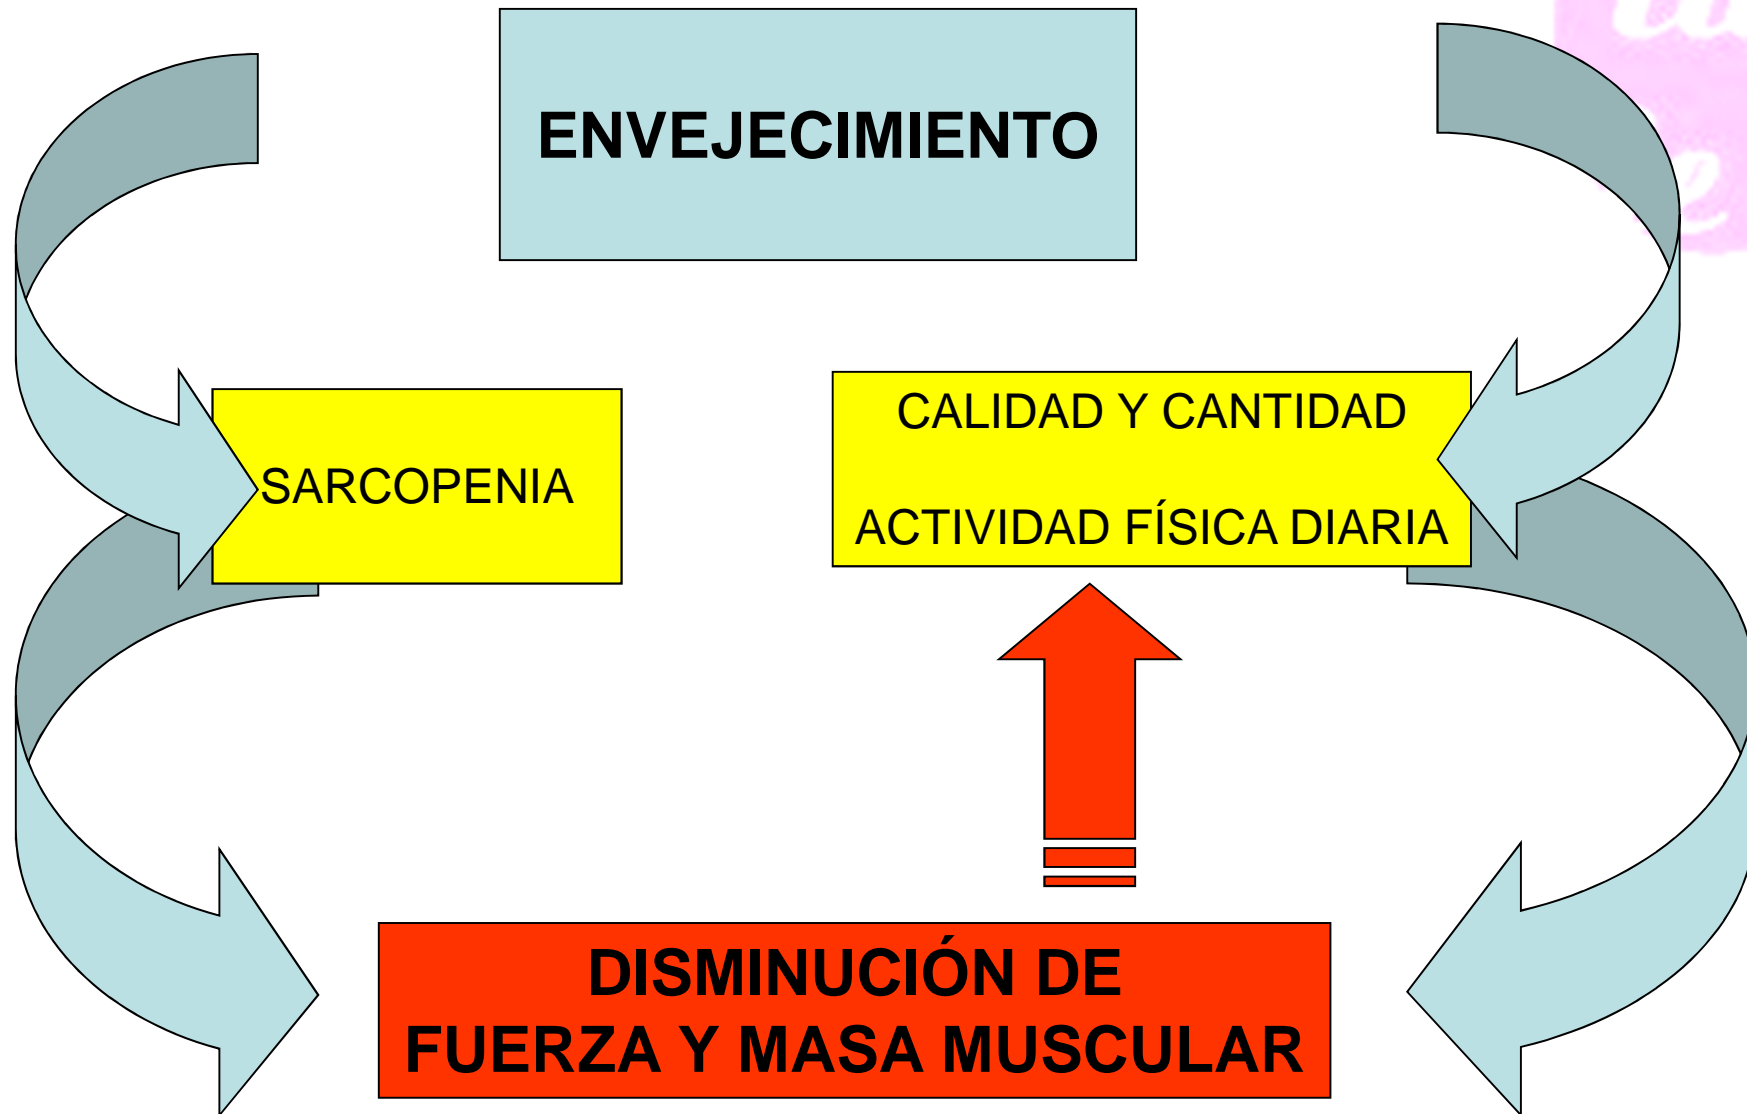 ENVEJECIMIENTO
SARCOPENIA
CALIDAD Y CANTIDAD
ACTIVIDAD FÍSICA DIARIA
DISMINUCIÓN DE
FUERZA Y MASA MUSCULAR